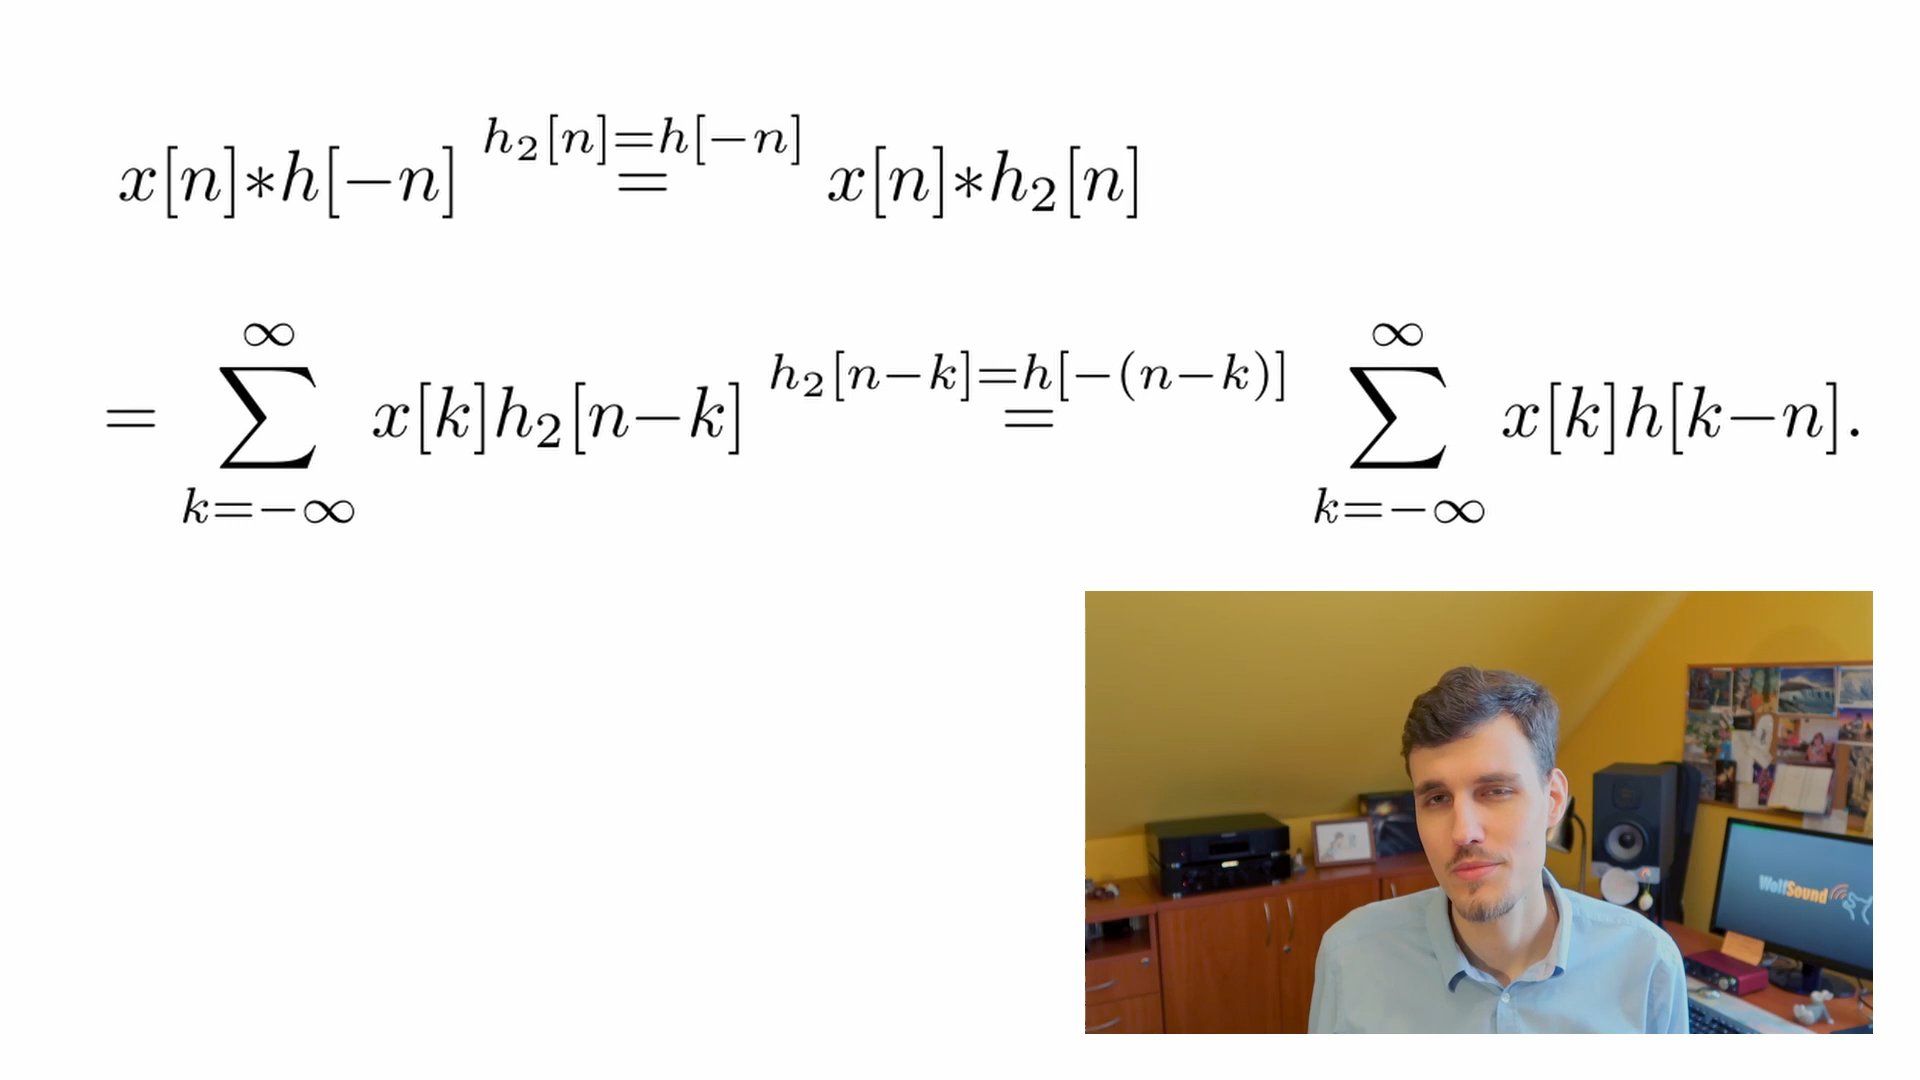 x[n]∗h[−n] h₂[n]=h[−n] = x[n]∗h₂[n]
= ∞ ∑ k=−∞ x[k]h₂[n−k] h₂[n−k]=h[−(n−k)] = ∞ ∑ k=−∞ x[k]h[k−n].
WolfSound